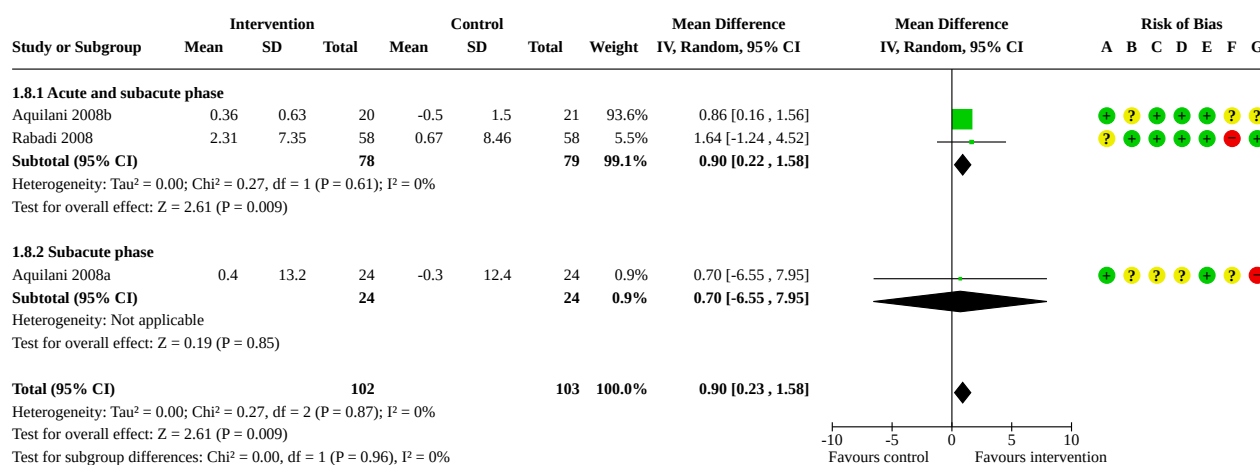 Intervention Control Mean Difference Mean Difference Risk of Bias
Study or Subgroup Mean SD Total Mean SD Total Weight IV, Random, 95% CI IV, Random, 95% CI A B C D E F G
1.8.1 Acute and subacute phase
Aquilani 2008b 0.36 0.63 20 -0.5 1.5 21 93.6% 0.86 [0.16 , 1.56] + ? + + + ? ?
Rabadi 2008 2.31 7.35 58 0.67 8.46 58 5.5% 1.64 [-1.24 , 4.52] ? + + + + − +
Subtotal (95% CI) 78 79 99.1% 0.90 [0.22 , 1.58]
Heterogeneity: Tau² = 0.00; Chi² = 0.27, df = 1 (P = 0.61); I² = 0%
Test for overall effect: Z = 2.61 (P = 0.009)
1.8.2 Subacute phase
Aquilani 2008a 0.4 13.2 24 -0.3 12.4 24 0.9% 0.70 [-6.55 , 7.95] + ? ? ? + ? −
Subtotal (95% CI) 24 24 0.9% 0.70 [-6.55 , 7.95]
Heterogeneity: Not applicable
Test for overall effect: Z = 0.19 (P = 0.85)
Total (95% CI) 102 103 100.0% 0.90 [0.23 , 1.58]
Heterogeneity: Tau² = 0.00; Chi² = 0.27, df = 2 (P = 0.87); I² = 0%
Test for overall effect: Z = 2.61 (P = 0.009)
-10 -5 0 5 10
Test for subgroup differences: Chi² = 0.00, df = 1 (P = 0.96), I² = 0% Favours control Favours intervention